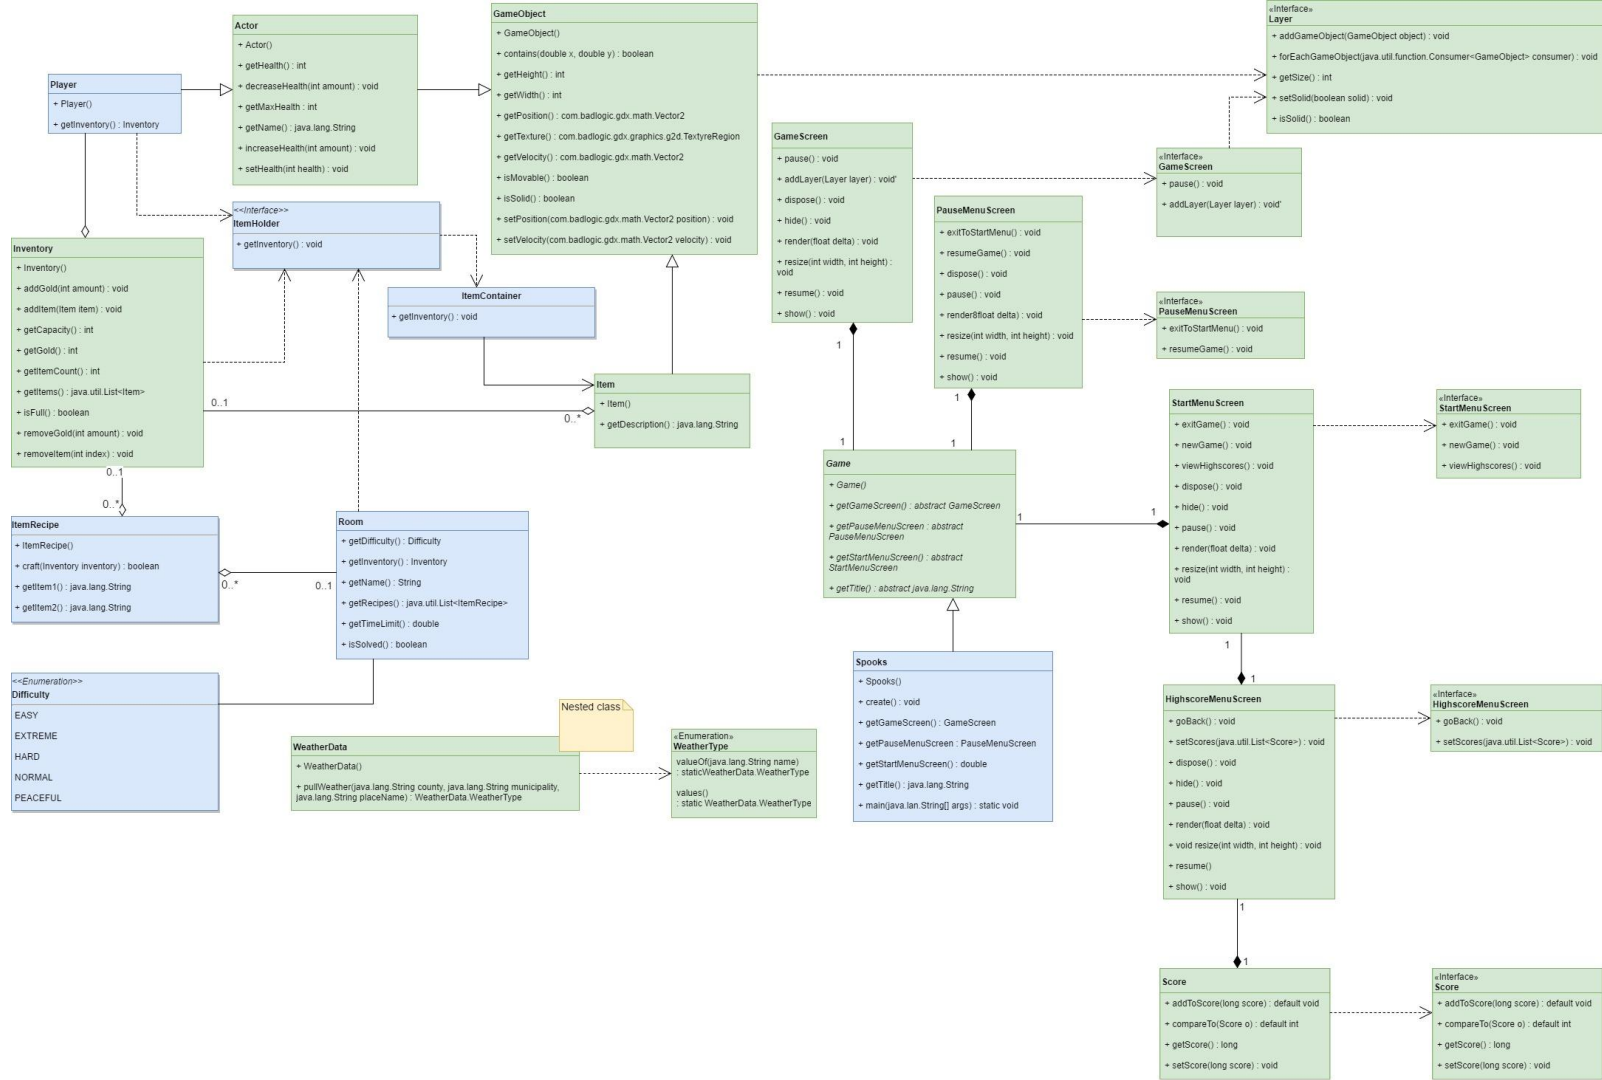 Player
+ Player()
+ getInventory() : Inventory
Actor
+ Actor()
+ getHealth() : int
+ decreaseHealth(int amount) : void
+ getMaxHealth : int
+ getName() : java.lang.String
+ increaseHealth(int amount) : void
+ setHealth(int health) : void
GameObject
+ GameObject()
+ contains(double x, double y) : boolean
+ getHeight() : int
+ getWidth() : int
+ getPosition() : com.badlogic.gdx.math.Vector2
+ getTexture() : com.badlogic.gdx.graphics.g2d.TextyreRegion
+ getVelocity() : com.badlogic.gdx.math.Vector2
+ isMovable() : boolean
+ isSolid() : boolean
+ setPosition(com.badlogic.gdx.math.Vector2 position) : void
+ setVelocity(com.badlogic.gdx.math.Vector2 velocity) : void
«Interface»
Layer
+ addGameObject(GameObject object) : void
+ forEachGameObject(java.util.function.Consumer<GameObject> consumer) : void
+ getSize() : int
+ setSolid(boolean solid) : void
+ isSolid() : boolean
GameScreen
+ pause() : void
+ addLayer(Layer layer) : void'
+ dispose() : void
+ hide() : void
+ render(float delta) : void
+ resize(int width, int height) :
void
+ resume() : void
+ show() : void
«Interface»
GameScreen
+ pause() : void
+ addLayer(Layer layer) : void'
PauseMenuScreen
+ exitToStartMenu() : void
+ resumeGame() : void
+ dispose() : void
+ pause() : void
+ render8float delta) : void
+ resize(int width, int height) : void
+ resume() : void
+ show() : void
«Interface»
PauseMenuScreen
+ exitToStartMenu() : void
+ resumeGame() : void
<<Interface>>
ItemHolder
+ getInventory() : void
ItemContainer
+ getInventory() : void
Inventory
+ Inventory()
+ addGold(int amount) : void
+ addItem(Item item) : void
+ getCapacity() : int
+ getGold() : int
+ getItemCount() : int
+ getItems() : java.util.List<Item>
+ isFull() : boolean
+ removeGold(int amount) : void
+ removeItem(int index) : void
0..1
0..*
Item
+ Item()
+ getDescription() : java.lang.String
0..1
0..*
ItemRecipe
+ ItemRecipe()
+ craft(Inventory inventory) : boolean
+ getItem1() : java.lang.String
+ getItem2() : java.lang.String
0..*
0..1
Room
+ getDifficulty() : Difficulty
+ getInventory() : Inventory
+ getName() : String
+ getRecipes() : java.util.List<ItemRecipe>
+ getTimeLimit() : double
+ isSolved() : boolean
<<Enumeration>>
Difficulty
EASY
EXTREME
HARD
NORMAL
PEACEFUL
1
1
1
1
Game
+ Game()
+ getGameScreen() : abstract GameScreen
+ getPauseMenuScreen : abstract
PauseMenuScreen
+ getStartMenuScreen() : abstract
StartMenuScreen
+ getTitle() : abstract java.lang.String
1
1
StartMenuScreen
+ exitGame() : void
+ newGame() : void
+ viewHighscores() : void
+ dispose() : void
+ hide() : void
+ pause() : void
+ render(float delta) : void
+ resize(int width, int height) :
void
+ resume() : void
+ show() : void
«Interface»
StartMenuScreen
+ exitGame() : void
+ newGame() : void
+ viewHighscores() : void
Spooks
+ Spooks()
+ create() : void
+ getGameScreen() : GameScreen
+ getPauseMenuScreen : PauseMenuScreen
+ getStartMenuScreen() : double
+ getTitle() : java.lang.String
+ main(java.lan.String[] args) : static void
Nested class
WeatherData
+ WeatherData()
+ pullWeather(java.lang.String county, java.lang.String municipality,
java.lang.String placeName) : WeatherData.WeatherType
«Enumeration»
WeatherType
valueOf(java.lang.String name)
: staticWeatherData.WeatherType
values()
: static WeatherData.WeatherType
1
1
HighscoreMenuScreen
+ goBack() : void
+ setScores(java.util.List<Score>) : void
+ dispose() : void
+ hide() : void
+ pause() : void
+ render(float delta) : void
+ void resize(int width, int height) : void
+ resume()
+ show() : void
«Interface»
HighscoreMenuScreen
+ goBack() : void
+ setScores(java.util.List<Score>) : void
1
1
Score
+ addToScore(long score) : default void
+ compareTo(Score o) : default int
+ getScore() : long
+ setScore(long score) : void
«Interface»
Score
+ addToScore(long score) : default void
+ compareTo(Score o) : default int
+ getScore() : long
+ setScore(long score) : void